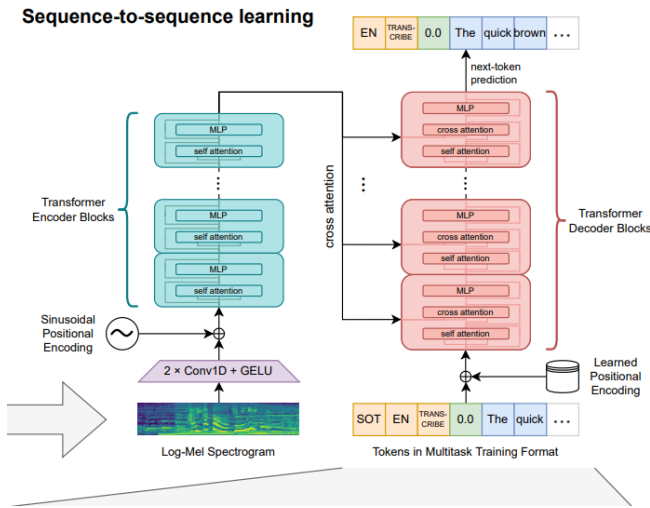 Sequence-to-sequence learning
EN TRANS-CRIBE 0.0 The quick brown ...
next-token
prediction
MLP
self attention
...
MLP
self attention
MLP
self attention
Transformer
Encoder Blocks
cross attention
...
MLP
cross attention
self attention
...
MLP
cross attention
self attention
MLP
cross attention
self attention
Transformer
Decoder Blocks
Sinusoidal
Positional
Encoding
2 × Conv1D + GELU
Learned
Positional
Encoding
SOT EN TRANS-CRIBE 0.0 The quick ...
Log-Mel Spectrogram
Tokens in Multitask Training Format